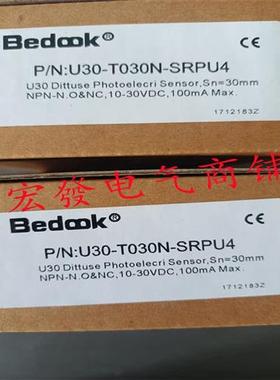 Bedook® CE
P/N:U30-T030N-SRPU4
U30 Dittuse Photoelecri Sensor,Sn=30mm
NPN-N.O&NC,10-30VDC,100mA Max.
1712183Z
宏發电气商铺
Bedook® CE
P/N:U30-T030N-SRPU4
U30 Dittuse Photoelecri Sensor,Sn=30mm
NPN-N.O&NC,10-30VDC,100mA Max.
1712183Z